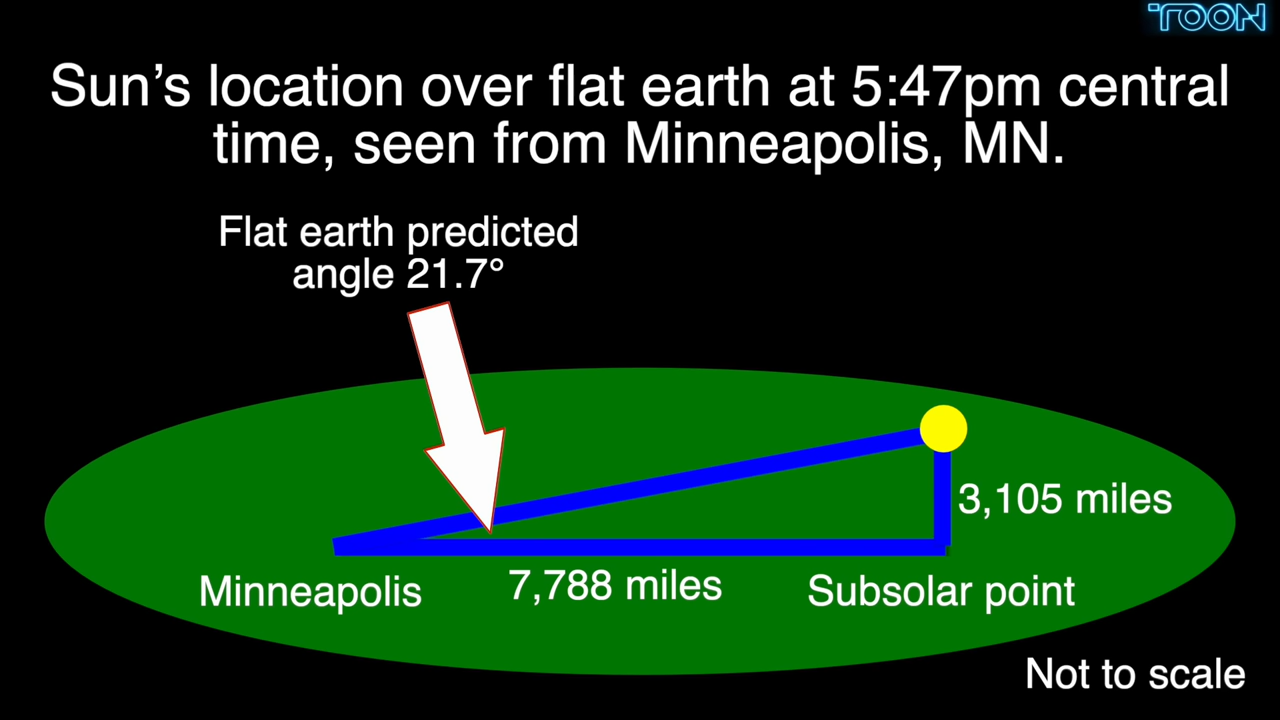 TOON
Sun’s location over flat earth at 5:47pm central
time, seen from Minneapolis, MN.
Flat earth predicted
angle 21.7°
3,105 miles
Minneapolis
7,788 miles
Subsolar point
Not to scale